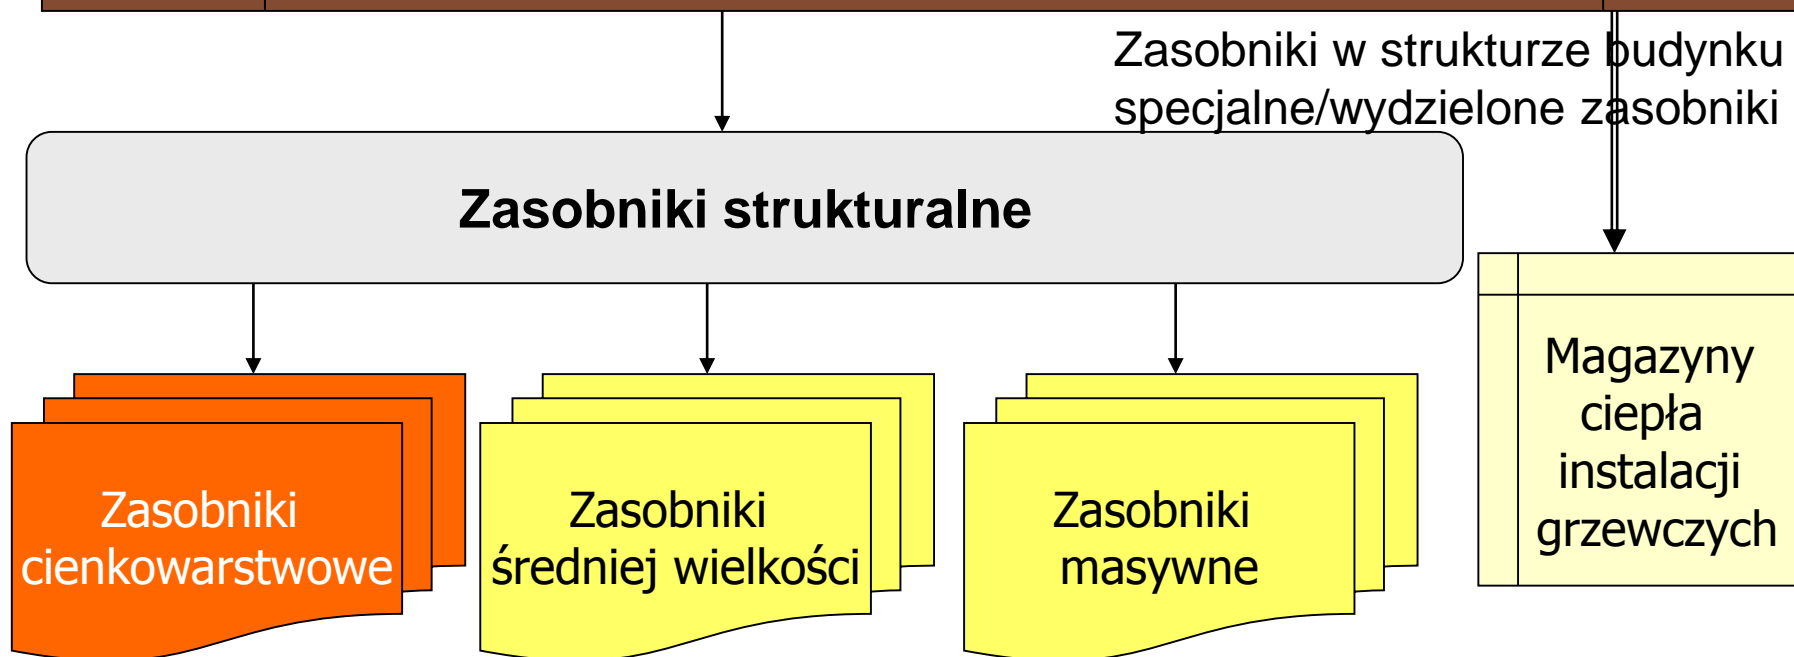 Zasobniki w strukturze budynku
specjalne/wydzielone zasobniki
Zasobniki strukturalne
Zasobniki
cienkowarstwowe
Zasobniki
średniej wielkości
Zasobniki
masywne
Magazyny
ciepła
instalacji
grzewczych